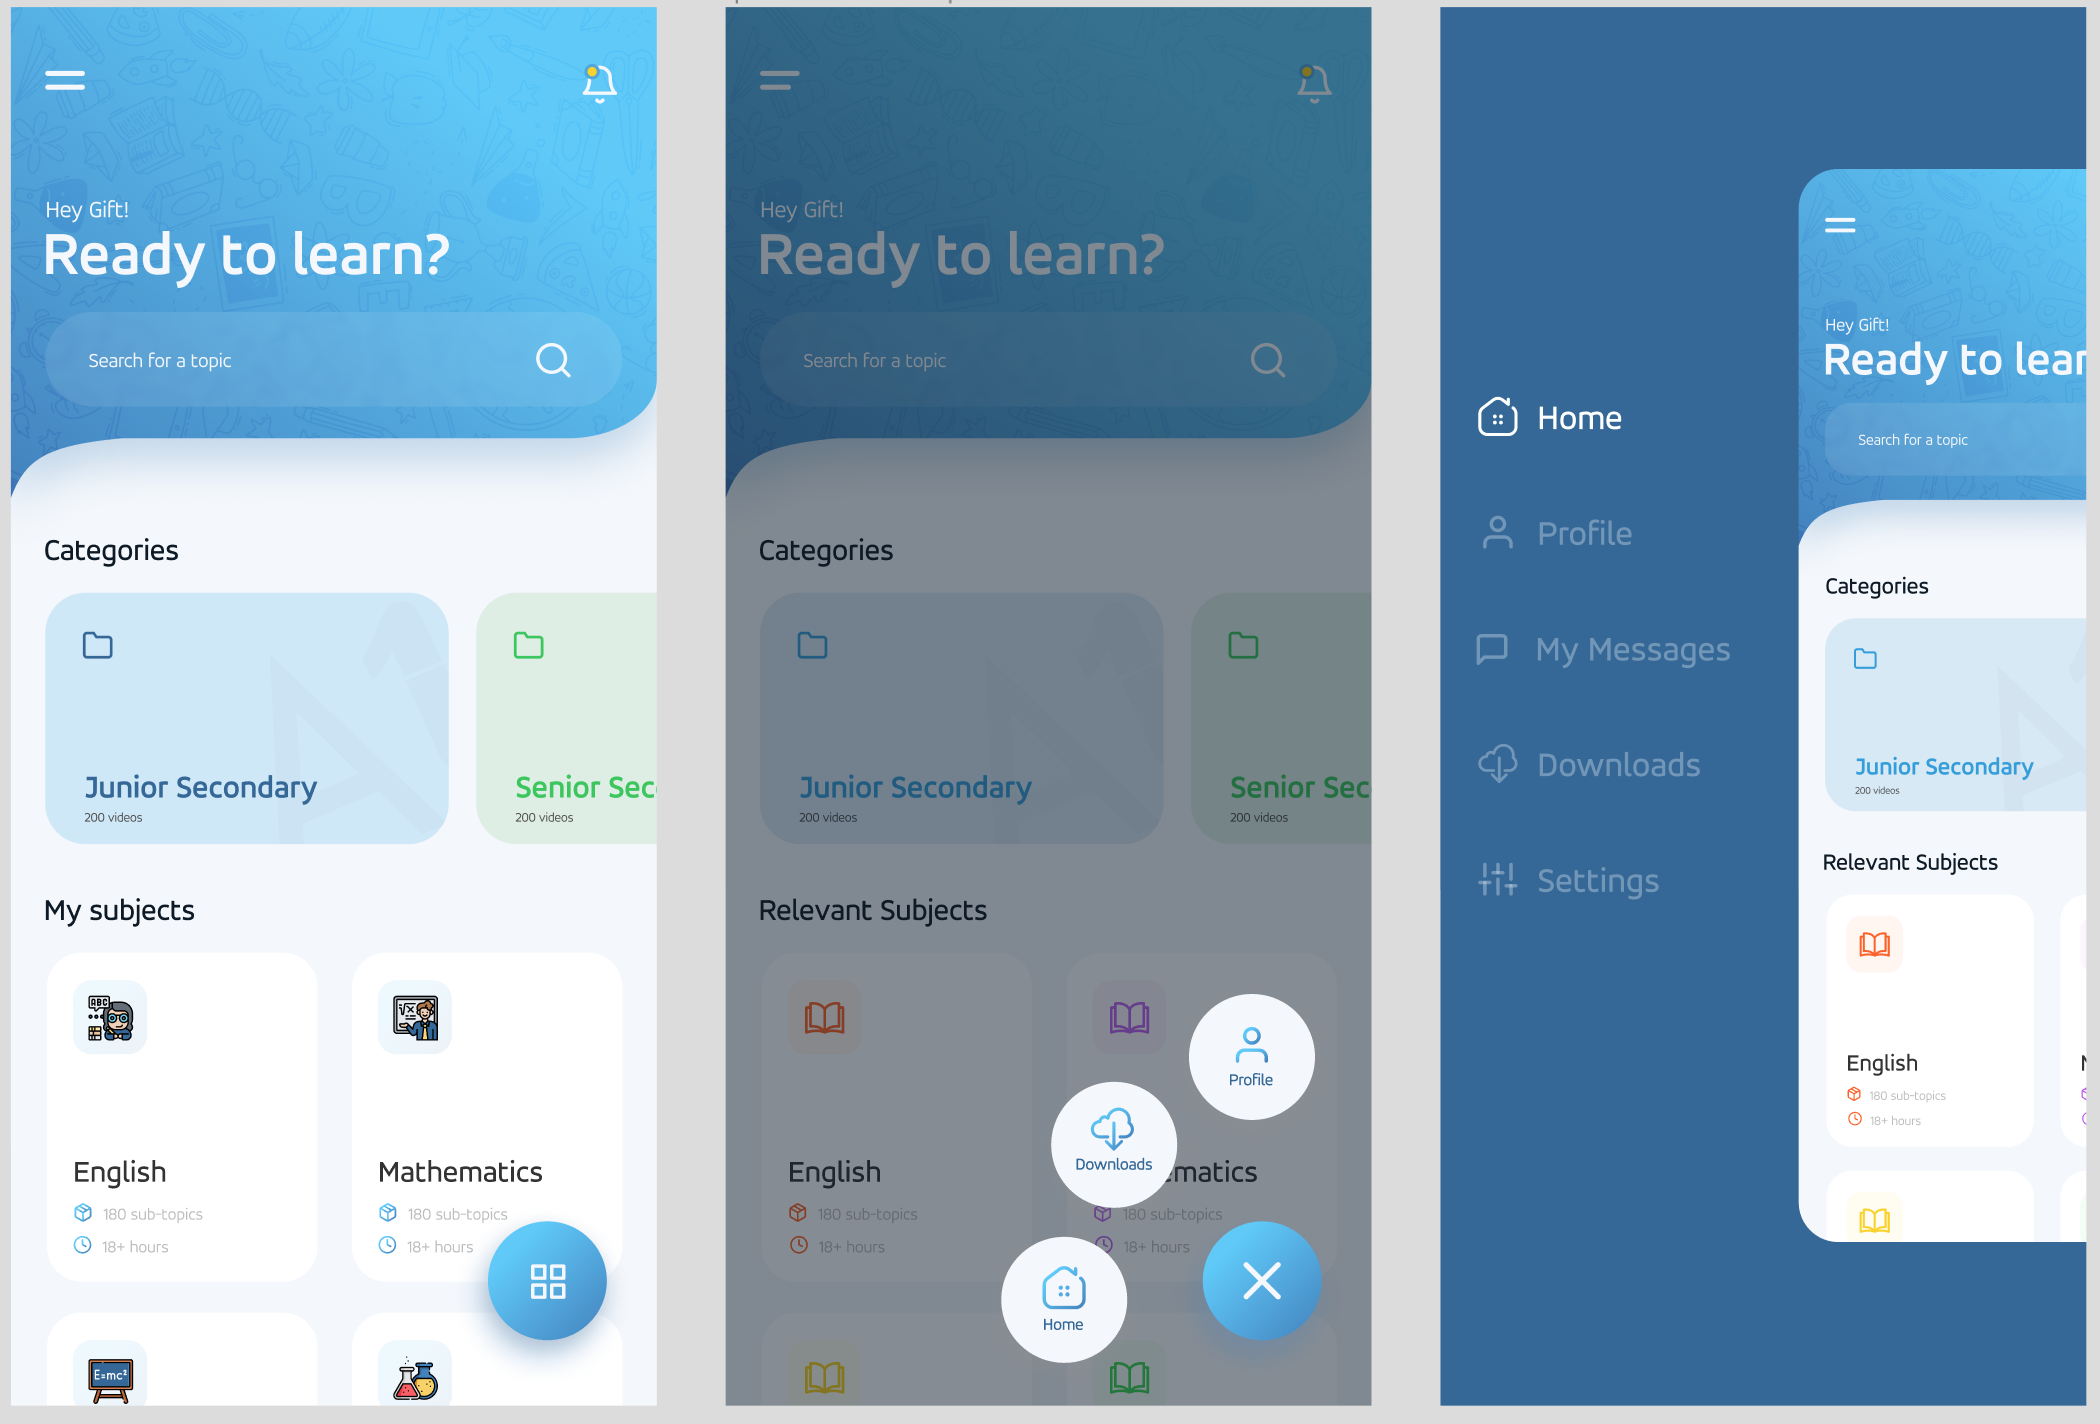 Hey Gift!
Ready to learn?
Search for a topic
Categories
Junior Secondary
200 videos
Senior Sec
200 videos
My subjects
ABC
√x
English
180 sub-topics
18+ hours
Mathematics
180 sub-topics
18+ hours
E=mc²
Hey Gift!
Ready to learn?
Search for a topic
Categories
Junior Secondary
200 videos
Senior Sec
200 videos
Relevant Subjects
Profile
Downloads
English
180 sub-topics
18+ hours
ematics
180 sub-topics
18+ hours
Home
Home
Profile
My Messages
Downloads
Settings
Hey Gift!
Ready to lear
Search for a topic
Categories
Junior Secondary
200 videos
Relevant Subjects
English
180 sub-topics
18+ hours